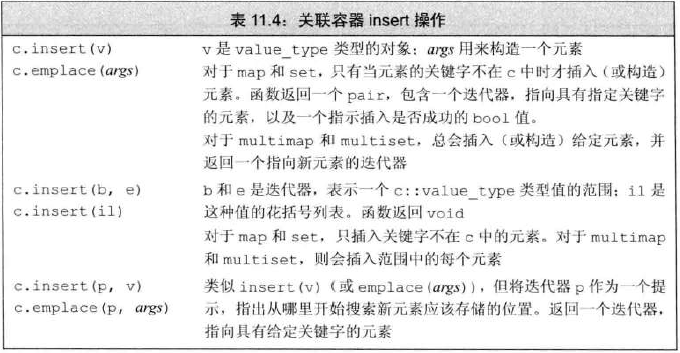 表 11.4：关联容器 insert 操作
c.insert(v) v 是 value_type 类型的对象；args 用来构造一个元素
c.emplace(args) 对于 map 和 set，只有当元素的关键字不在 c 中时才插入（或构造）
元素。函数返回一个 pair，包含一个迭代器，指向具有指定关键字
的元素，以及一个指示插入是否成功的 bool 值。
对于 multimap 和 multiset，总会插入（或构造）给定元素，并
返回一个指向新元素的迭代器
c.insert(b, e) b 和 e 是迭代器，表示一个 c::value_type 类型值的范围；il 是
c.insert(il) 这种值的花括号列表。函数返回 void
对于 map 和 set，只插入关键字不在 c 中的元素。对于 multimap
和 multiset，则会插入范围中的每个元素
c.insert(p, v) 类似 insert(v)（或 emplace(args)），但将迭代器 p 作为一个提
c.emplace(p, args) 示，指出从哪里开始搜索新元素应该存储的位置。返回一个迭代器，
指向具有给定关键字的元素